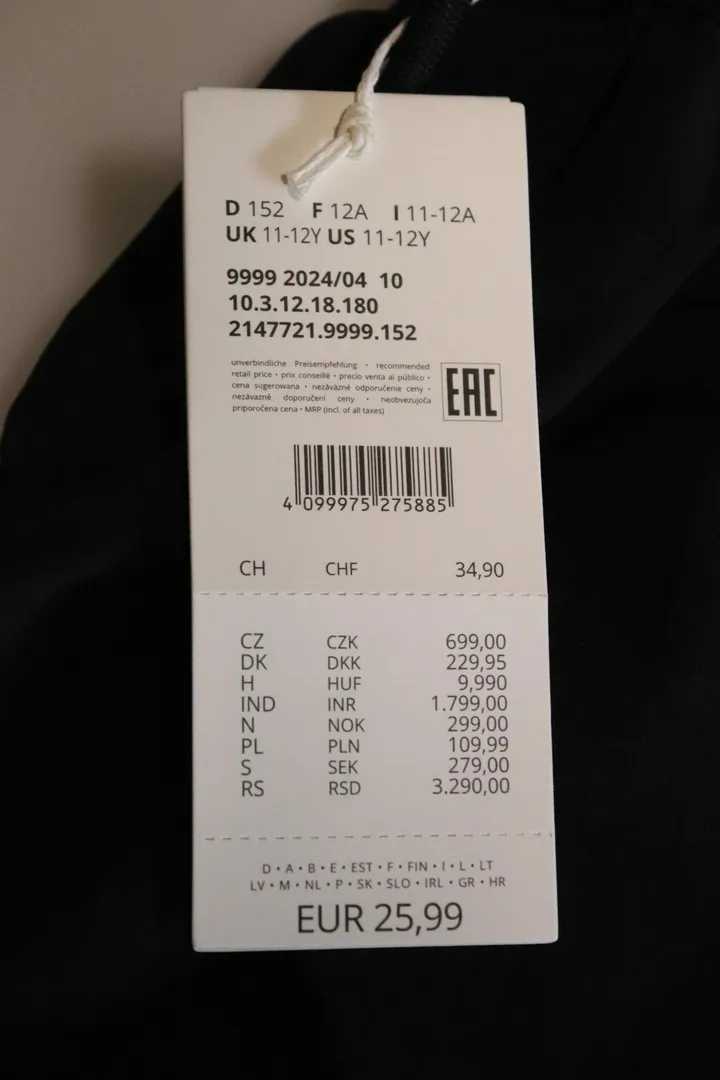 D 152 F 12A I 11-12A
UK 11-12Y US 11-12Y
9999 2024/04 10
10.3.12.18.180
2147721.9999.152
unverbindliche Preisempfehlung • recommended
retail price • prix conseillé • precio venta al público •
cena sugerowana • nezáväzné odporučenie ceny •
nezávazné doporučení ceny • neobvezujoča
priporočena cena • MRP (incl. of all taxes)
EAC
4 099975 275885
CH CHF 34,90
CZ CZK 699,00
DK DKK 229,95
H HUF 9,990
IND INR 1.799,00
N NOK 299,00
PL PLN 109,99
S SEK 279,00
RS RSD 3.290,00
D • A • B • E • EST • F • FIN • I • L • LT
LV • M • NL • P • SK • SLO • IRL • GR • HR
EUR 25,99